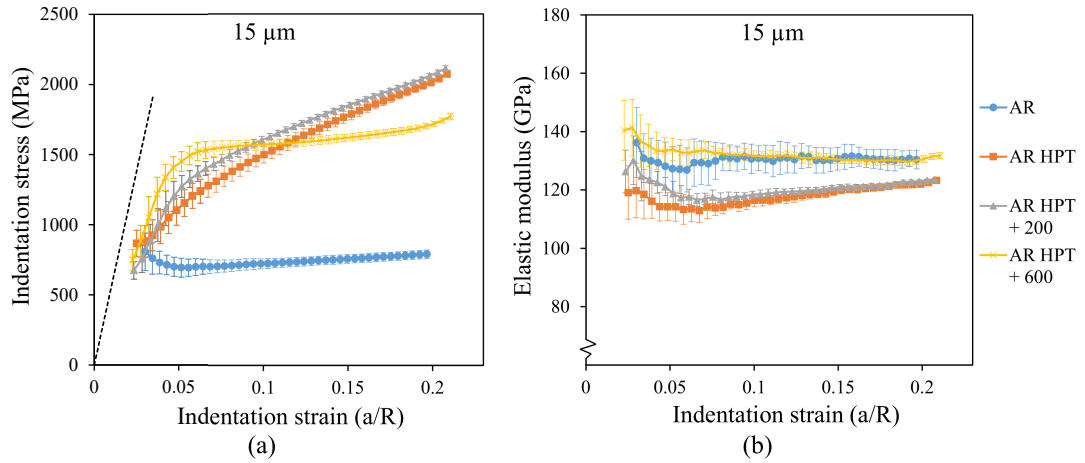 15 µm
Indentation stress (MPa)
2500
2000
1500
1000
500
0
0 0.05 0.1 0.15 0.2
Indentation strain (a/R)
(a)
15 µm
Elastic modulus (GPa)
180
160
140
120
100
80
0 0.05 0.1 0.15 0.2
Indentation strain (a/R)
(b)
AR
AR HPT
AR HPT
+ 200
AR HPT
+ 600